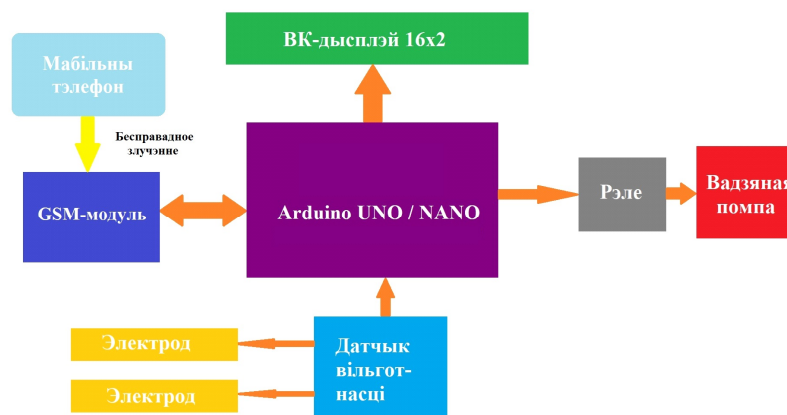 ВК-дысплэй 16x2
Мабільны
тэлефон
Бесправадное
злучэнне
GSM-модуль
Arduino UNO / NANO
Рэле
Вадзяная
помпа
Электрод
Электрод
Датчык
вільгот-
насці